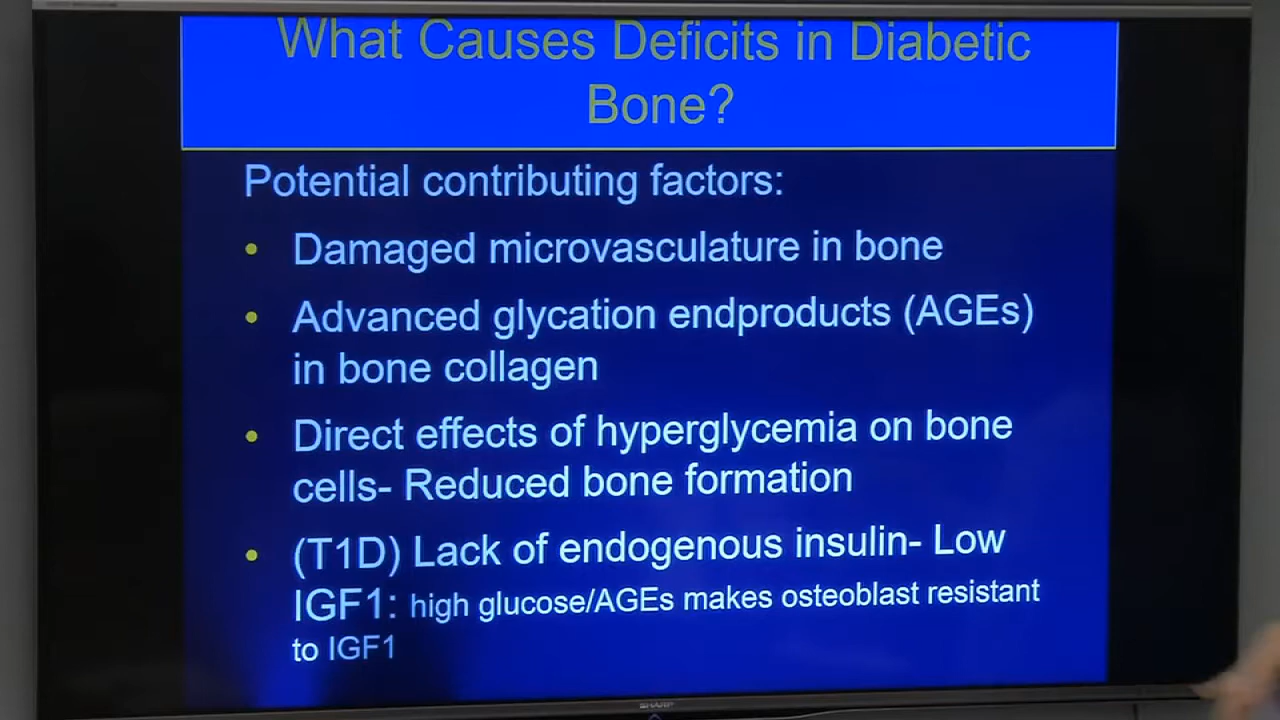 What Causes Deficits in Diabetic
Bone?
Potential contributing factors:
• Damaged microvasculature in bone
• Advanced glycation endproducts (AGEs)
in bone collagen
• Direct effects of hyperglycemia on bone
cells- Reduced bone formation
• (T1D) Lack of endogenous insulin- Low
IGF1: high glucose/AGEs makes osteoblast resistant
to IGF1
SHARP